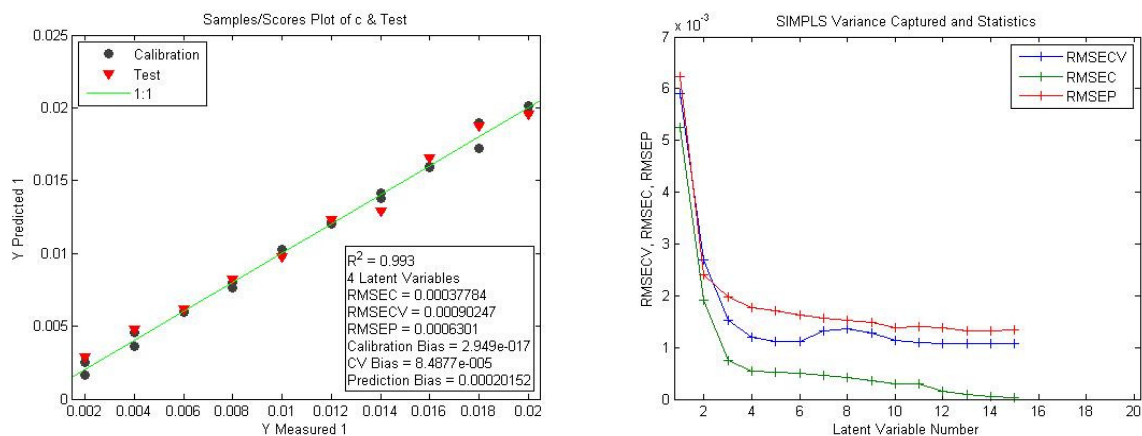 Samples/Scores Plot of c & Test
0.025
0.02
0.015
0.01
0.005
0
Y Predicted 1
Calibration
Test
1:1
R² = 0.993
4 Latent Variables
RMSEC = 0.00037784
RMSECV = 0.00090247
RMSEP = 0.0006301
Calibration Bias = 2.949e-017
CV Bias = 8.4877e-005
Prediction Bias = 0.00020152
0.002 0.004 0.006 0.008 0.01 0.012 0.014 0.016 0.018 0.02
Y Measured 1
x 10⁻³
SIMPLS Variance Captured and Statistics
7
6
5
4
3
2
1
0
RMSECV, RMSEC, RMSEP
RMSECV
RMSEC
RMSEP
2 4 6 8 10 12 14 16 18 20
Latent Variable Number